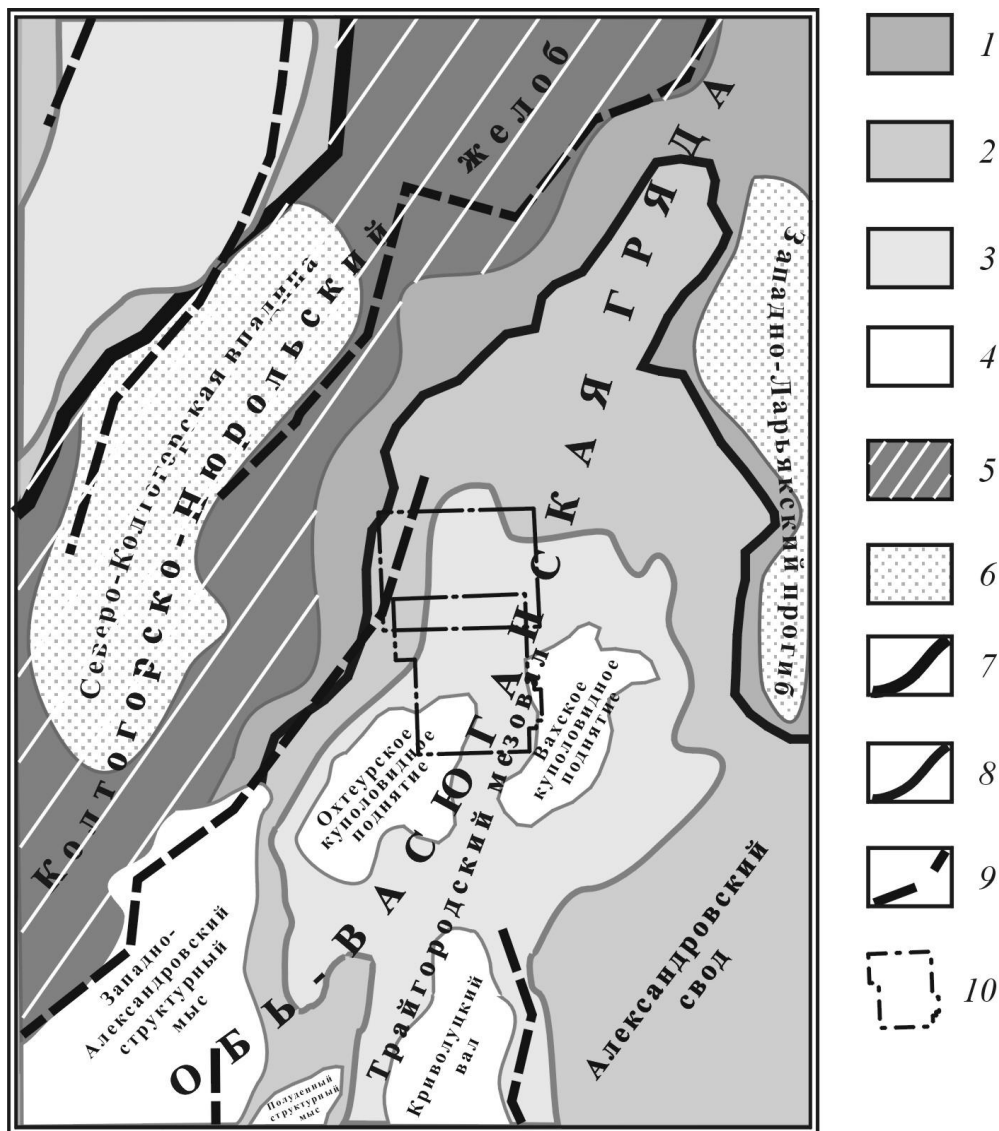 Колтогорско-Нюрольский желоб
Северо-Колтогорская впадина
Западно-Ларьякский прогиб
ОБЬ-ВАСЮГАНСКАЯ ГРЯДА
Охтеурское
куполовидное
поднятие
Вахское
куполовидное
поднятие
Трайгородский мезовал
Западно-
Александровский
структурный
мыс
Александровский
свод
Криволуцкий
вал
Полуденный
структурный
мыс
1
2
3
4
5
6
7
8
9
10